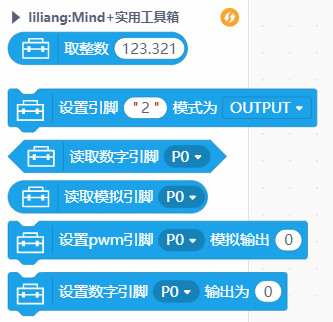 liliang:Mind+实用工具箱
取整数 123.321
设置引脚 "2" 模式为 OUTPUT
读取数字引脚 P0
读取模拟引脚 P0
设置pwm引脚 P0 模拟输出 0
设置数字引脚 P0 输出为 0